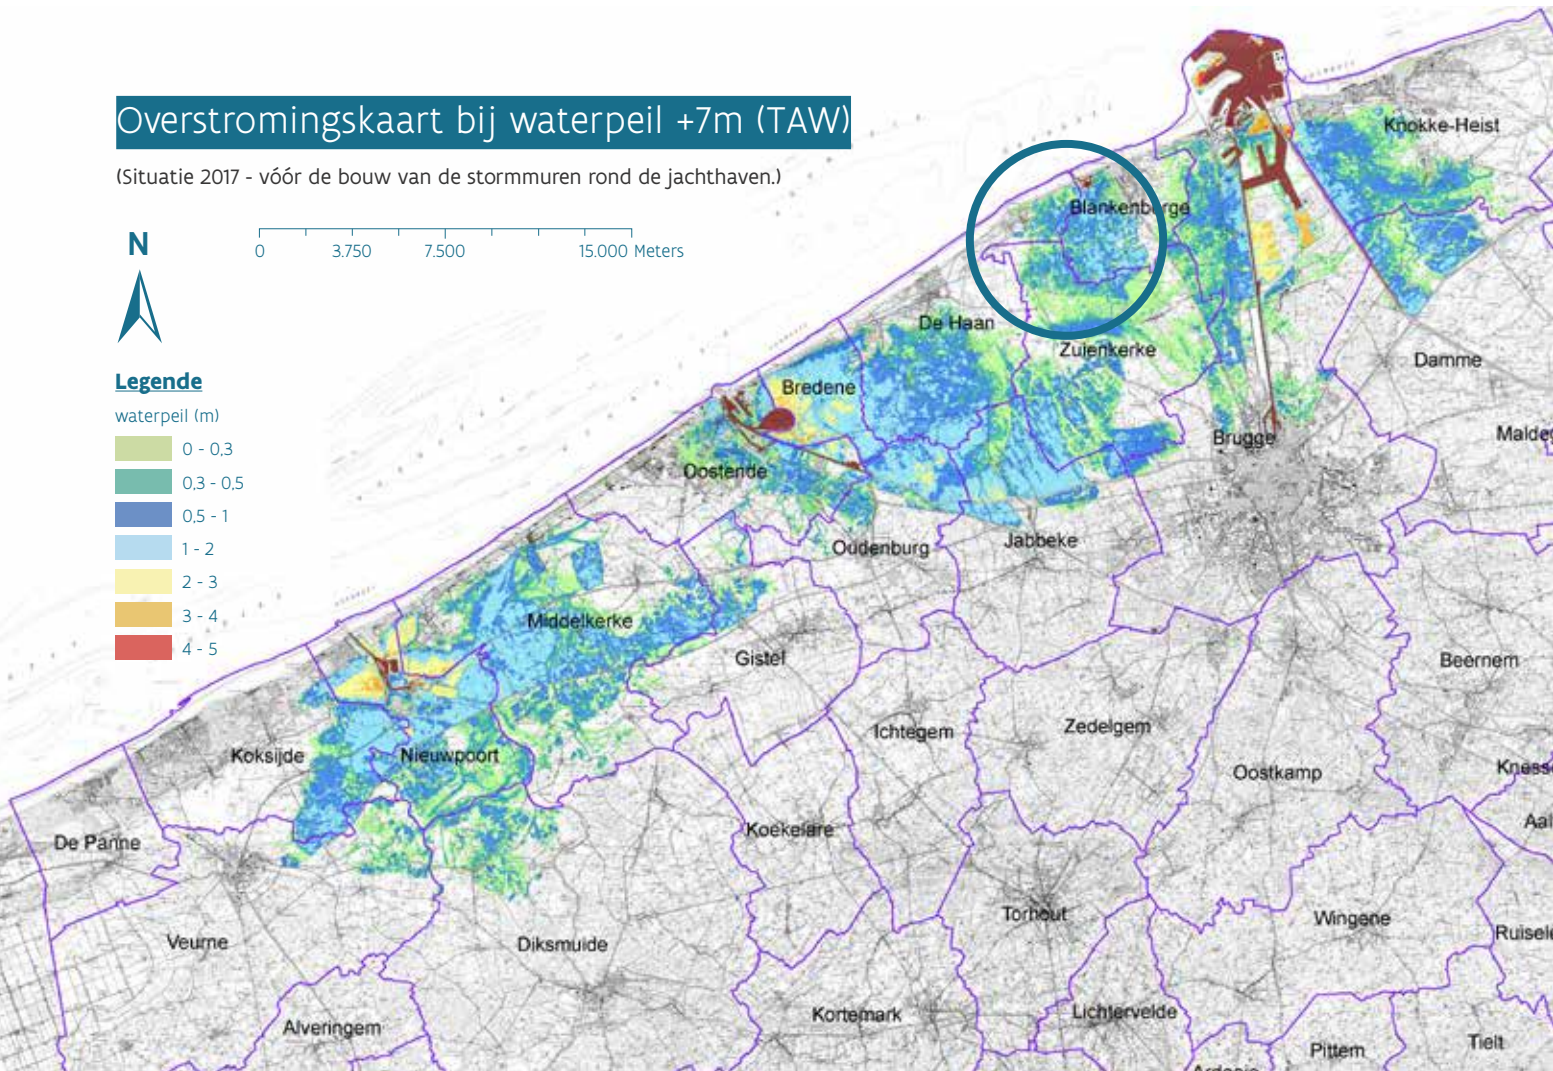 Overstromingskaart bij waterpeil +7m (TAW)
(Situatie 2017 - vóór de bouw van de stormmuren rond de jachthaven.)
N
0 3.750 7.500 15.000 Meters
Legende
waterpeil (m)
0 - 0,3
0,3 - 0,5
0,5 - 1
1 - 2
2 - 3
3 - 4
4 - 5
Knokke-Heist
Blankenberge
De Haan
Zuienkerke
Damme
Bredene
Brugge
Malde
Oostende
Oudenburg
Jabbeke
Middelkerke
Gistel
Beernem
Ichtegem
Zedelgem
Koksijde
Nieuwpoort
Oostkamp
Kness
Koekelare
Aal
De Panne
Torhout
Wingene
Ruisele
Veurne
Diksmuide
Alveringem
Kortemark
Lichtervelde
Pittem
Tielt